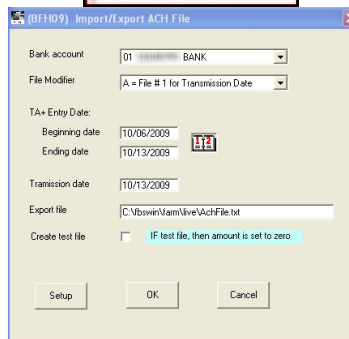 (BFH09) Import/Export ACH File
Bank account 01 BANK
File Modifier A = File # 1 for Transmission Date
TA+ Entry Date:
Beginning date 10/06/2009
Ending date 10/13/2009
Tramission date 10/13/2009
Export file C:\fbswin\farm\live\AchFile.txt
Create test file IF test file, then amount is set to zero
Setup OK Cancel